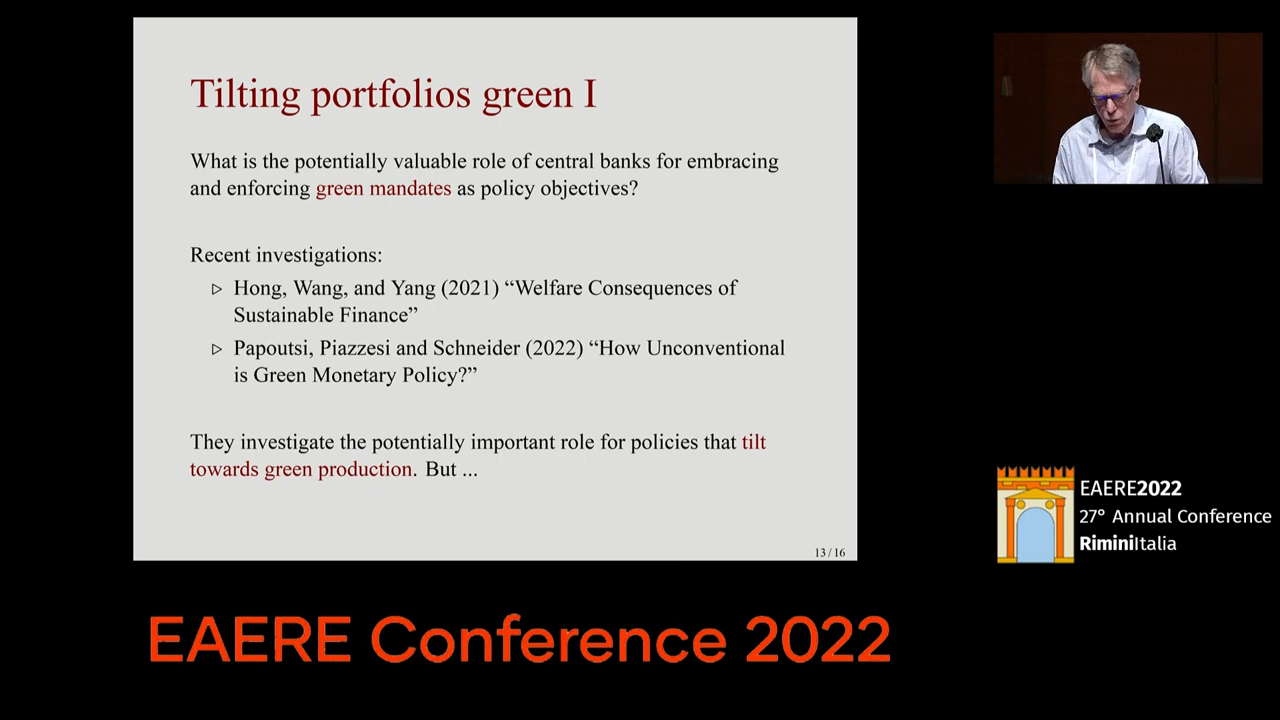 Tilting portfolios green I
What is the potentially valuable role of central banks for embracing
and enforcing green mandates as policy objectives?
Recent investigations:
▷ Hong, Wang, and Yang (2021) “Welfare Consequences of
Sustainable Finance”
▷ Papoutsi, Piazzesi and Schneider (2022) “How Unconventional
is Green Monetary Policy?”
They investigate the potentially important role for policies that tilt
towards green production. But ...
13 / 16
EAERE2022
27° Annual Conference
RiminiItalia
EAERE Conference 2022